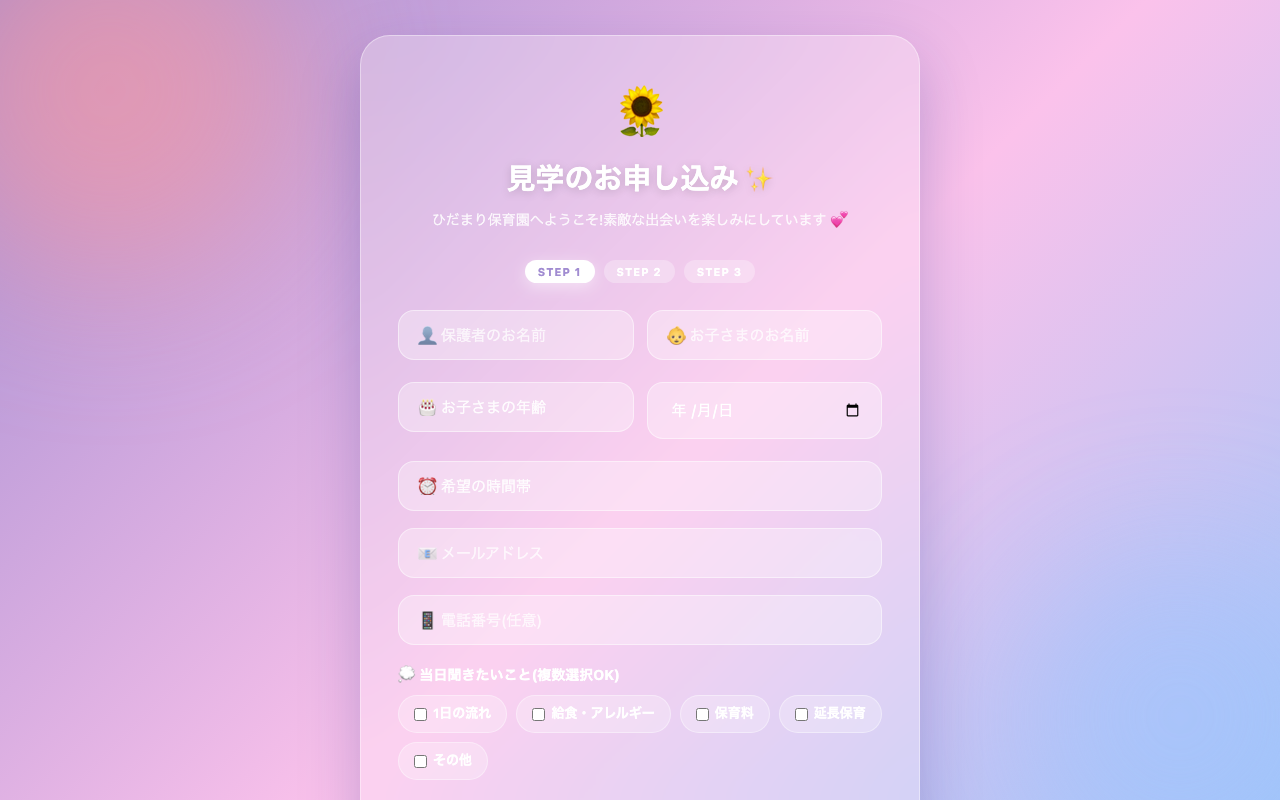 見学のお申し込み ✨
ひだまり保育園へようこそ!素敵な出会いを楽しみにしています 💕
STEP 1 STEP 2 STEP 3
👤 保護者のお名前 👶 お子さまのお名前
🎂 お子さまの年齢 年 /月/日
⏰ 希望の時間帯
📧 メールアドレス
📱 電話番号(任意)
💭 当日聞きたいこと(複数選択OK)
1日の流れ 給食・アレルギー 保育料 延長保育
その他